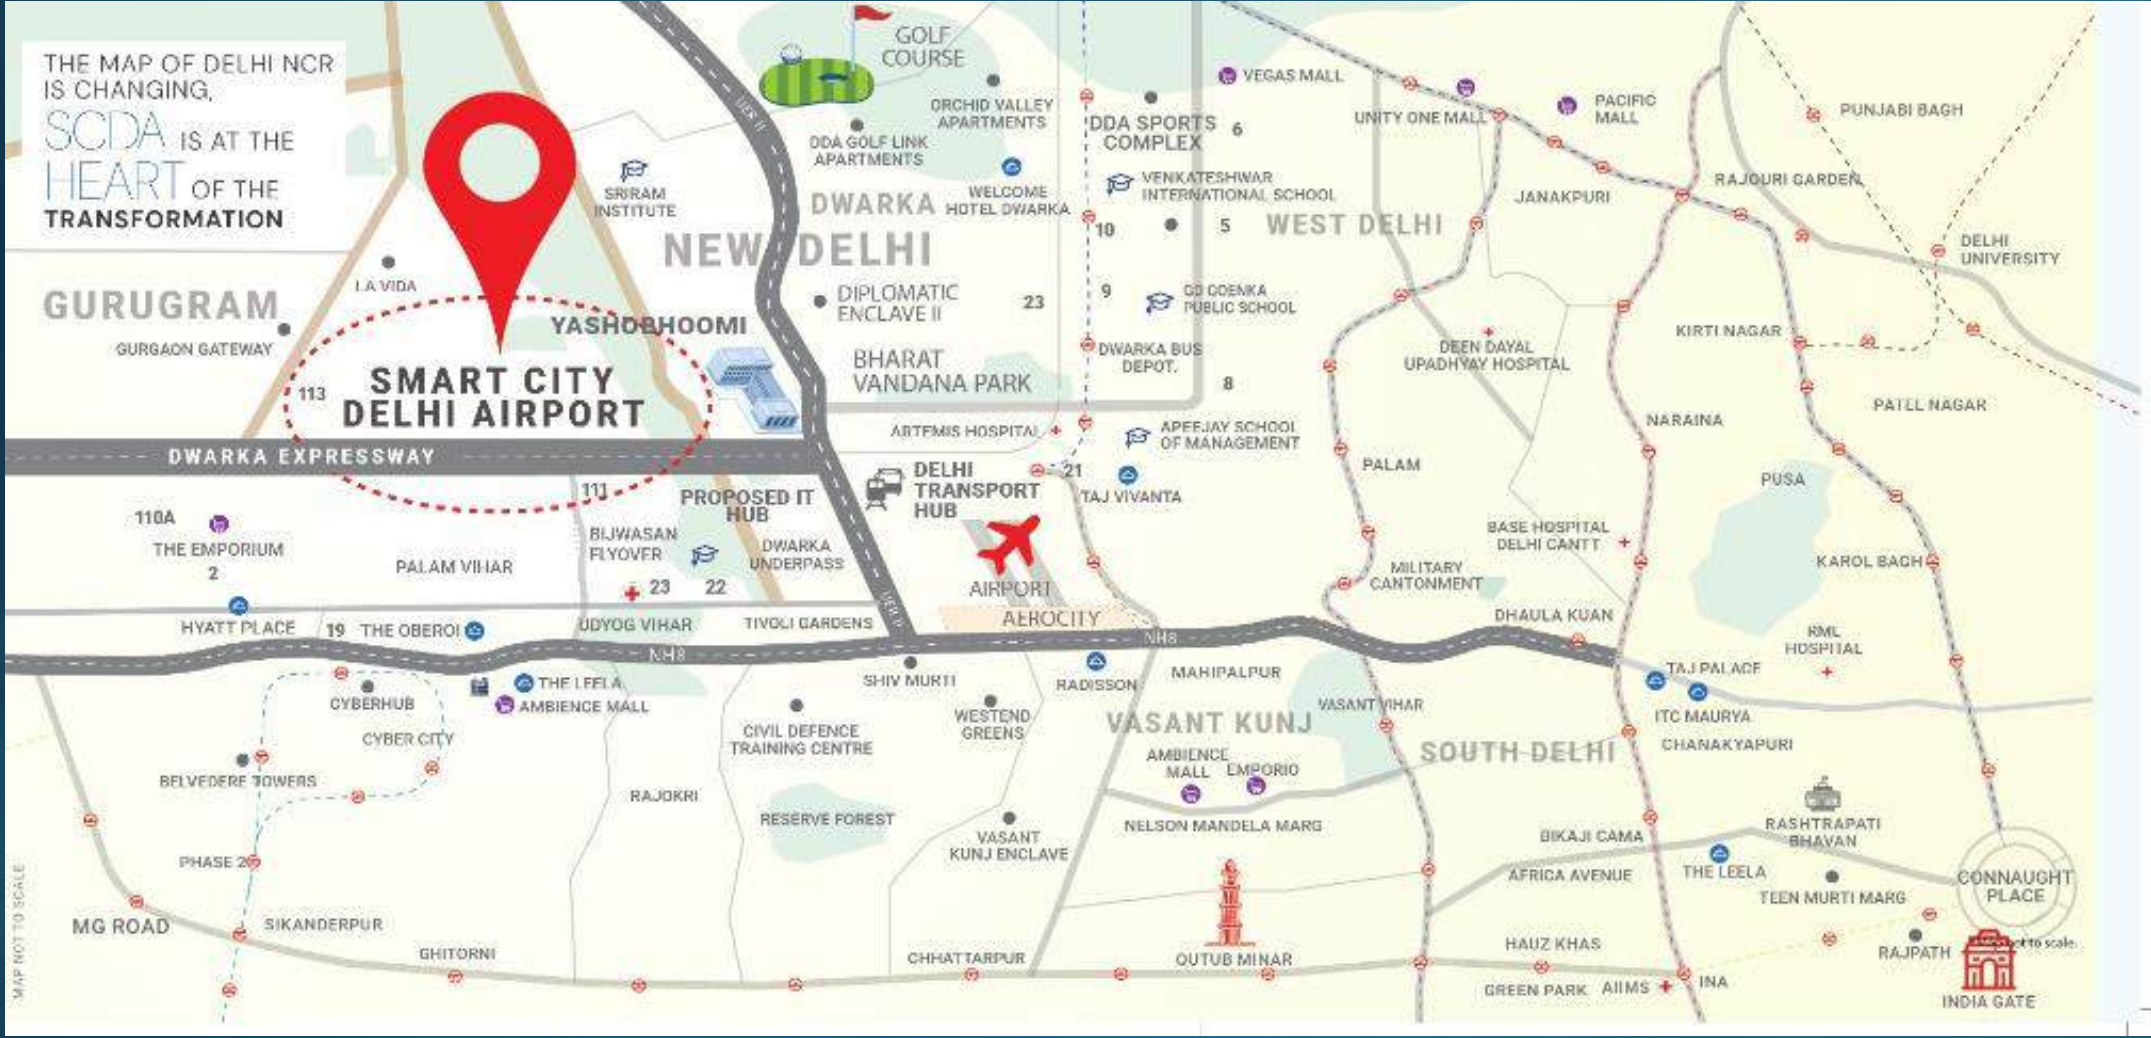 THE MAP OF DELHI NCR
IS CHANGING,
SCDA IS AT THE
HEART OF THE
TRANSFORMATION
GOLF
COURSE
ORCHID VALLEY
APARTMENTS
DDA GOLF LINK
APARTMENTS
UER II
VEGAS MALL
DDA SPORTS
COMPLEX
6
UNITY ONE MALL
PACIFIC
MALL
PUNJABI BAGH
SRIRAM
INSTITUTE
DWARKA
WELCOME
HOTEL DWARKA
VENKATESHWAR
INTERNATIONAL SCHOOL
JANAKPURI
RAJOURI GARDEN
NEW DELHI
10
5
WEST DELHI
DELHI
UNIVERSITY
LA VIDA
GURUGRAM
GURGAON GATEWAY
YASHOBHOOMI
DIPLOMATIC
ENCLAVE II
23
9
GD GOENKA
PUBLIC SCHOOL
DEEN DAYAL
UPADHYAY HOSPITAL
KIRTI NAGAR
113
SMART CITY
DELHI AIRPORT
BHARAT
VANDANA PARK
DWARKA BUS
DEPOT.
8
NARAINA
PATEL NAGAR
DWARKA EXPRESSWAY
ARTEMIS HOSPITAL
APEEJAY SCHOOL
OF MANAGEMENT
PALAM
PUSA
111
PROPOSED IT
HUB
DELHI
TRANSPORT
HUB
21
TAJ VIVANTA
110A
THE EMPORIUM
2
PALAM VIHAR
BIJWASAN
FLYOVER
DWARKA
UNDERPASS
23
22
AIRPORT
AEROCITY
BASE HOSPITAL
DELHI CANTT
MILITARY
CANTONMENT
KAROL BAGH
HYATT PLACE
19
THE OBEROI
UDYOG VIHAR
TIVOLI GARDENS
UER II
DHAULA KUAN
RML
HOSPITAL
NH8
NH8
CYBERHUB
THE LEELA
AMBIENCE MALL
SHIV MURTI
RADISSON
MAHIPALPUR
TAJ PALACE
ITC MAURYA
CHANAKYAPURI
CYBER CITY
CIVIL DEFENCE
TRAINING CENTRE
WESTEND
GREENS
VASANT KUNJ
VASANT VIHAR
SOUTH DELHI
BELVEDERE TOWERS
RAJOKRI
AMBIENCE
MALL
EMPORIO
RESERVE FOREST
VASANT
KUNJ ENCLAVE
NELSON MANDELA MARG
BIKAJI CAMA
RASHTRAPATI
BHAVAN
PHASE 2
AFRICA AVENUE
THE LEELA
TEEN MURTI MARG
CONNAUGHT
PLACE
MG ROAD
SIKANDERPUR
GHITORNI
CHHATTARPUR
QUTUB MINAR
HAUZ KHAS
GREEN PARK
AIIMS
INA
RAJPATH
not to scale.
INDIA GATE
MAP NOT TO SCALE